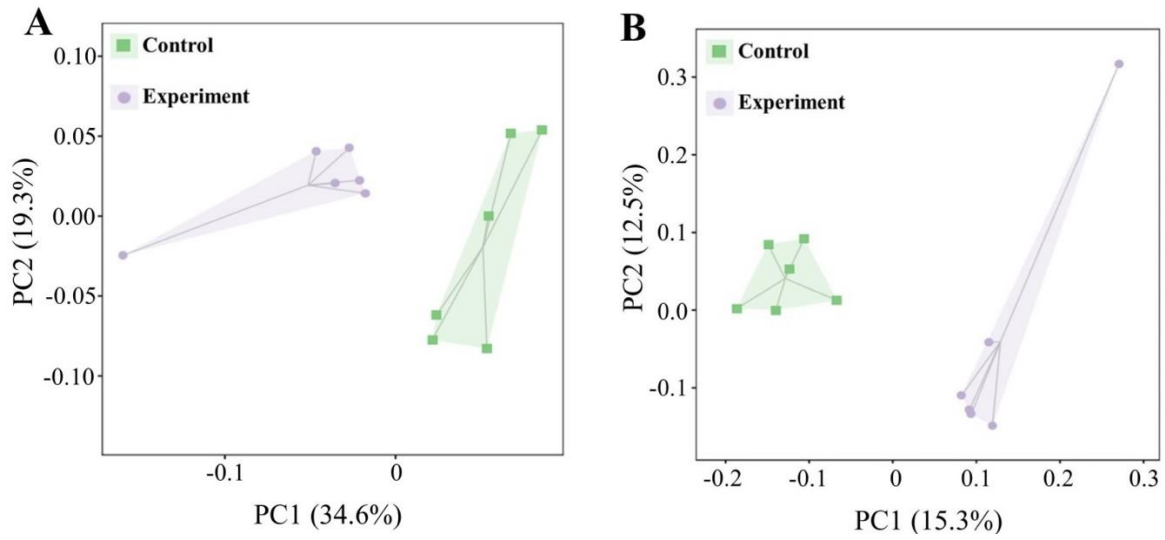 A
Control
Experiment
0.10
0.05
0.00
-0.05
-0.10
PC2 (19.3%)
-0.1
0
PC1 (34.6%)
B
Control
Experiment
0.3
0.2
0.1
0.0
-0.1
PC2 (12.5%)
-0.2
-0.1
0
0.1
0.2
0.3
PC1 (15.3%)